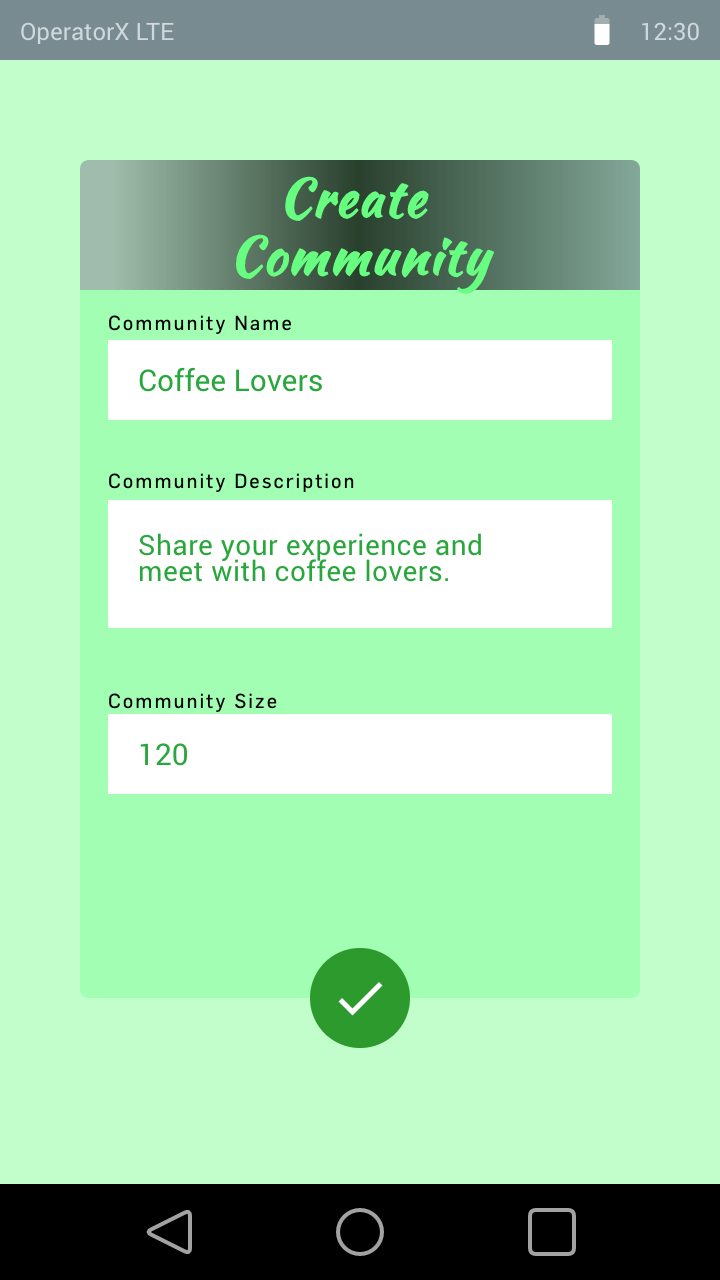 OperatorX LTE 12:30
Create
Community
Community Name
Coffee Lovers
Community Description
Share your experience and
meet with coffee lovers.
Community Size
120